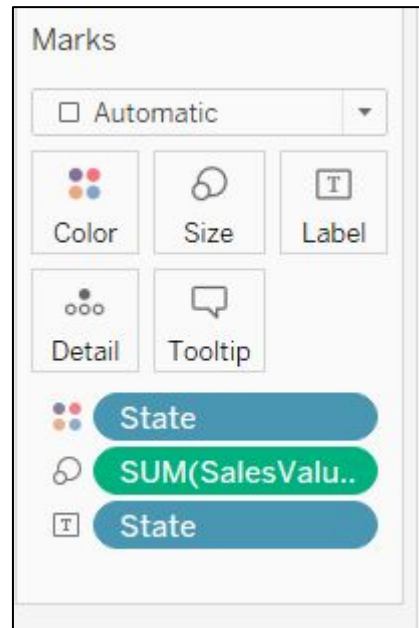 Marks
Automatic
Color Size Label
Detail Tooltip
State
SUM(SalesValu..
T State